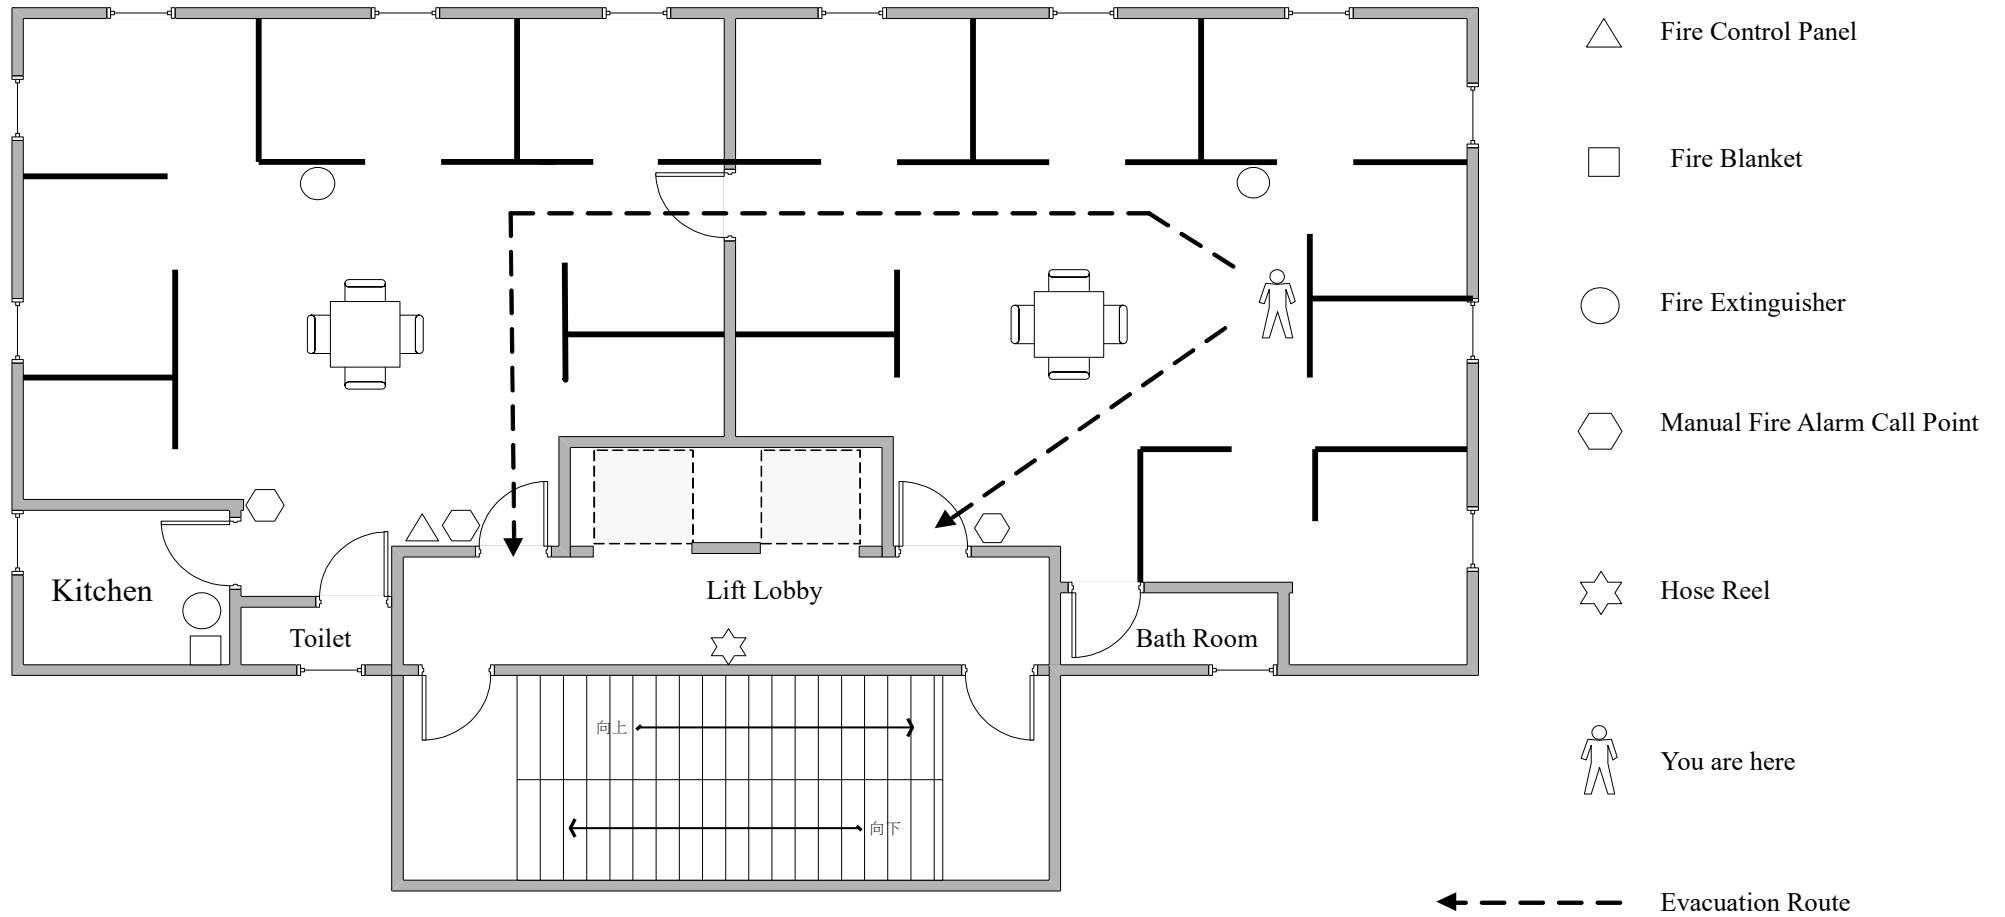 Fire Control Panel
Fire Blanket
Fire Extinguisher
Manual Fire Alarm Call Point
Hose Reel
You are here
Evacuation Route
Kitchen
Toilet
Lift Lobby
Bath Room
向上
向下